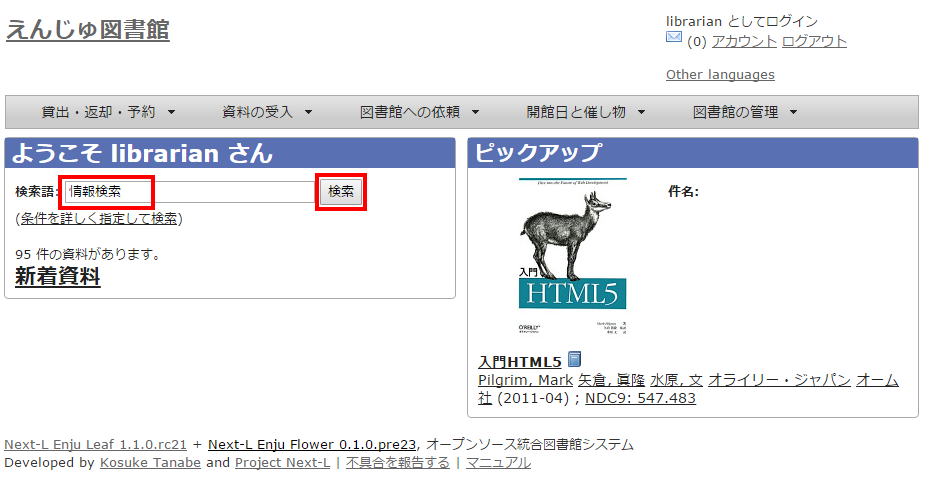 えんじゅ図書館
librarian としてログイン
(0) アカウント ログアウト
Other languages
貸出・返却・予約 資料の受入 図書館への依頼 開館日と催し物 図書館の管理
ようこそ librarian さん
検索語: 情報検索 検索
(条件を詳しく指定して検索)
95 件の資料があります。
新着資料
ピックアップ
件名:
入門
HTML5
O'REILLY
入門HTML5
Pilgrim, Mark 矢倉, 眞隆 水原, 文 オライリー・ジャパン オーム
社 (2011-04) ; NDC9: 547.483
Next-L Enju Leaf 1.1.0.rc21 + Next-L Enju Flower 0.1.0.pre23, オープンソース統合図書館システム
Developed by Kosuke Tanabe and Project Next-L | 不具合を報告する | マニュアル